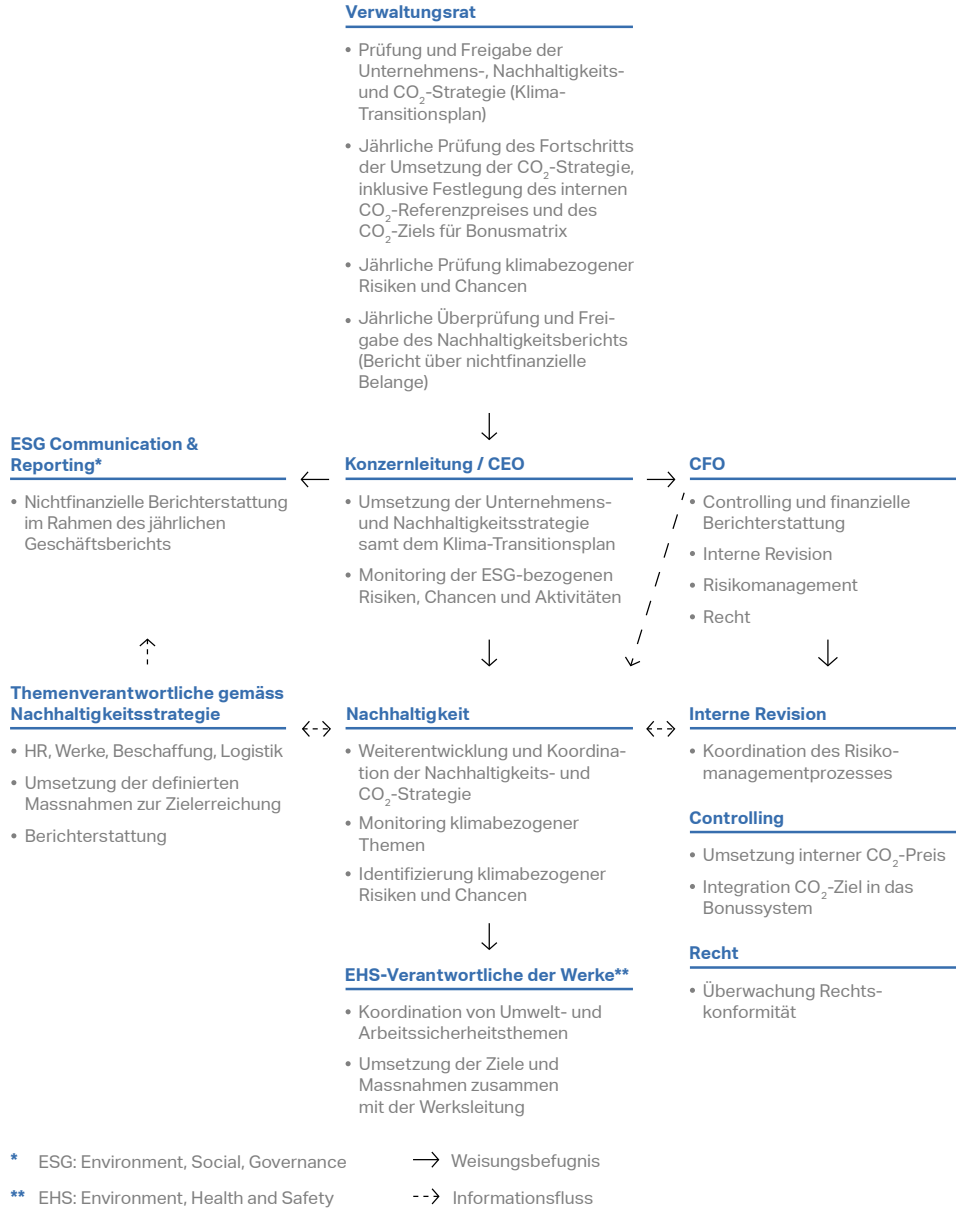 Verwaltungsrat
• Prüfung und Freigabe der
Unternehmens-, Nachhaltigkeits-
und CO₂-Strategie (Klima-
Transitionsplan)
• Jährliche Prüfung des Fortschritts
der Umsetzung der CO₂-Strategie,
inklusive Festlegung des internen
CO₂-Referenzpreises und des
CO₂-Ziels für Bonusmatrix
• Jährliche Prüfung klimabezogener
Risiken und Chancen
• Jährliche Überprüfung und Frei-
gabe des Nachhaltigkeitsberichts
(Bericht über nichtfinanzielle
Belange)
ESG Communication &
Reporting*
• Nichtfinanzielle Berichterstattung
im Rahmen des jährlichen
Geschäftsberichts
Konzernleitung / CEO
• Umsetzung der Unternehmens-
und Nachhaltigkeitsstrategie
samt dem Klima-Transitionsplan
• Monitoring der ESG-bezogenen
Risiken, Chancen und Aktivitäten
CFO
• Controlling und finanzielle
Berichterstattung
• Interne Revision
• Risikomanagement
• Recht
Themenverantwortliche gemäss
Nachhaltigkeitsstrategie
• HR, Werke, Beschaffung, Logistik
• Umsetzung der definierten
Massnahmen zur Zielerreichung
• Berichterstattung
Nachhaltigkeit
• Weiterentwicklung und Koordina-
tion der Nachhaltigkeits- und
CO₂-Strategie
• Monitoring klimabezogener
Themen
• Identifizierung klimabezogener
Risiken und Chancen
Interne Revision
• Koordination des Risiko-
managementprozesses
Controlling
• Umsetzung interner CO₂-Preis
• Integration CO₂-Ziel in das
Bonussystem
Recht
• Überwachung Rechts-
konformität
EHS-Verantwortliche der Werke**
• Koordination von Umwelt- und
Arbeitssicherheitsthemen
• Umsetzung der Ziele und
Massnahmen zusammen
mit der Werksleitung
* ESG: Environment, Social, Governance
** EHS: Environment, Health and Safety
Weisungsbefugnis
Informationsfluss